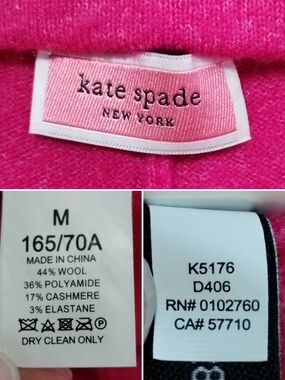 kate spade
NEW YORK
M
165/70A
MADE IN CHINA
44% WOOL
36% POLYAMIDE
17% CASHMERE
3% ELASTANE
DRY CLEAN ONLY
K5176
D406
RN# 0102760
CA# 57710